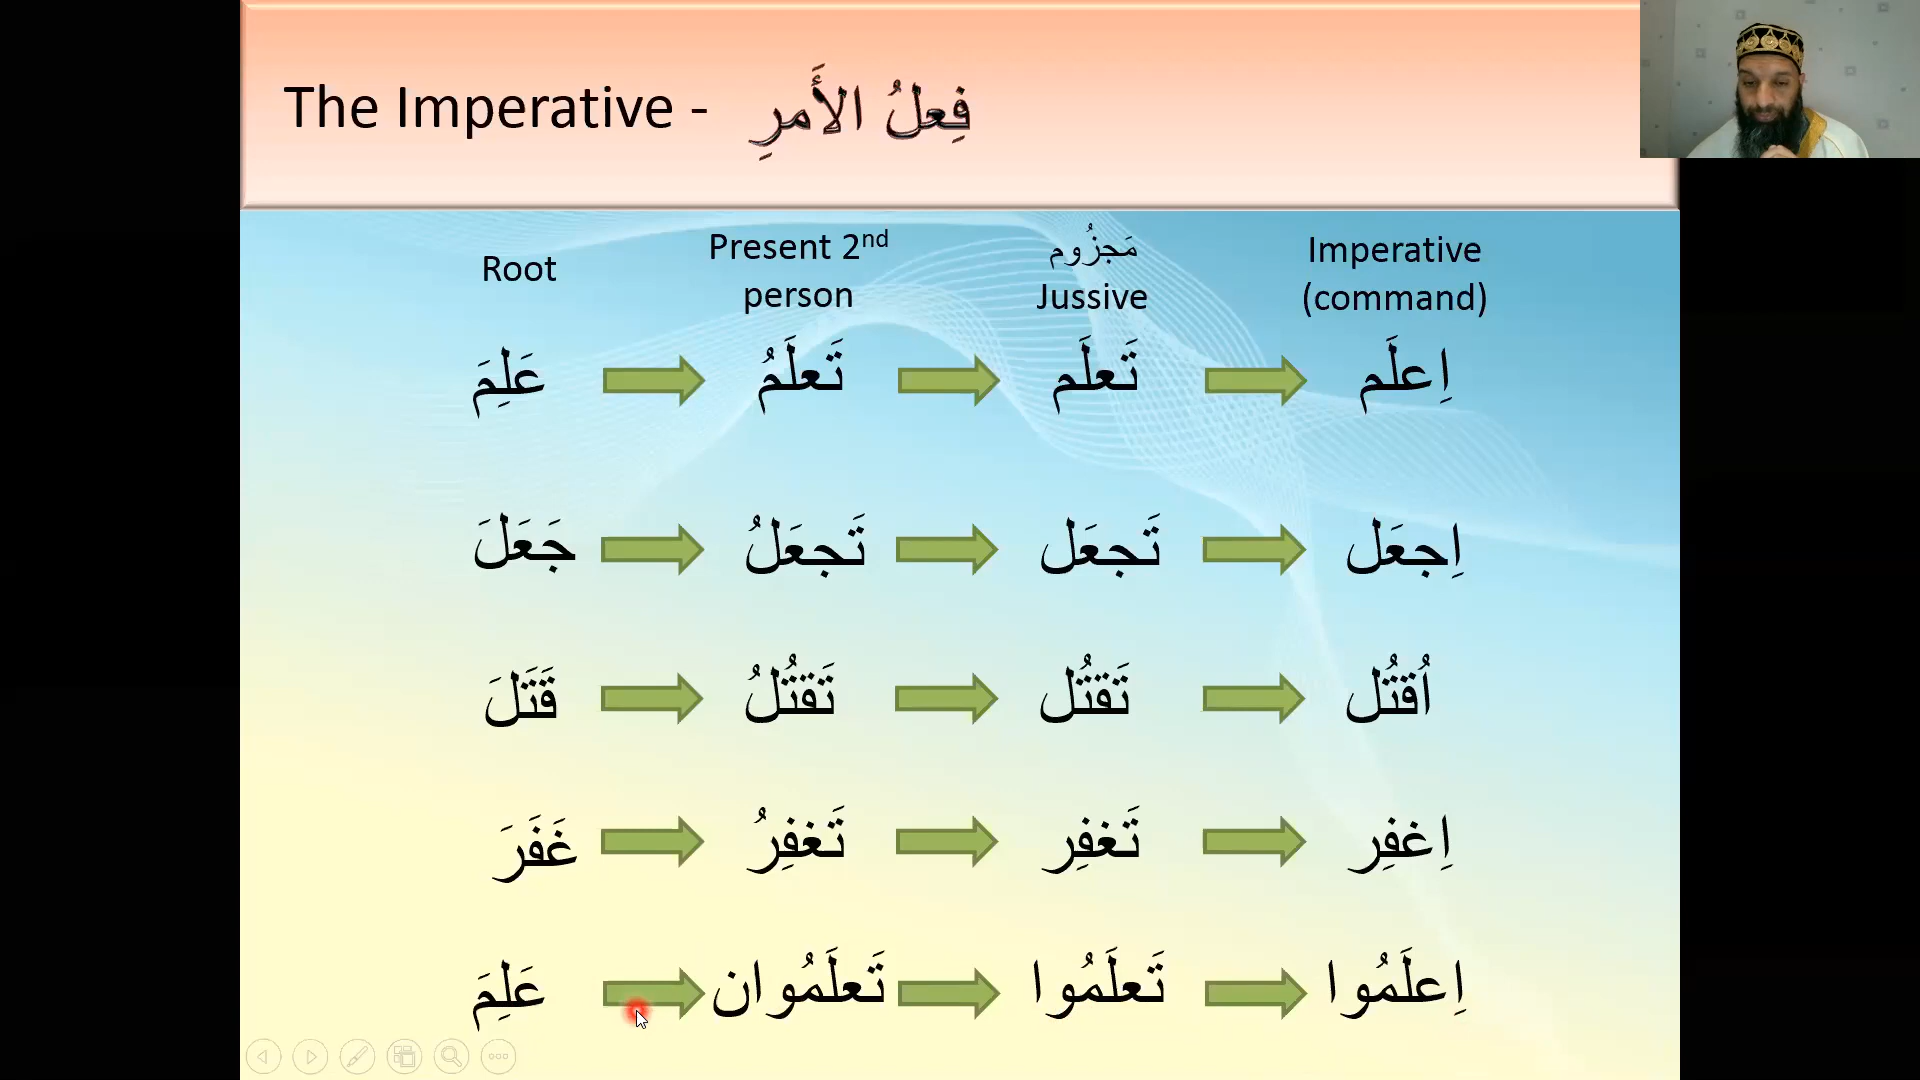 The Imperative - فِعلُ الأَمرِ
Root
Present 2nd
person
مَجزُوم
Jussive
Imperative
(command)
عَلِمَ تَعلَمُ تَعلَم اِعلَم
جَعَلَ تَجعَلُ تَجعَل اِجعَل
قَتَلَ تَقتُلُ تَقتُل اُقتُل
غَفَرَ تَغفِرُ تَغفِر اِغفِر
عَلِمَ تَعلَمُوان تَعلَمُوا اِعلَمُوا